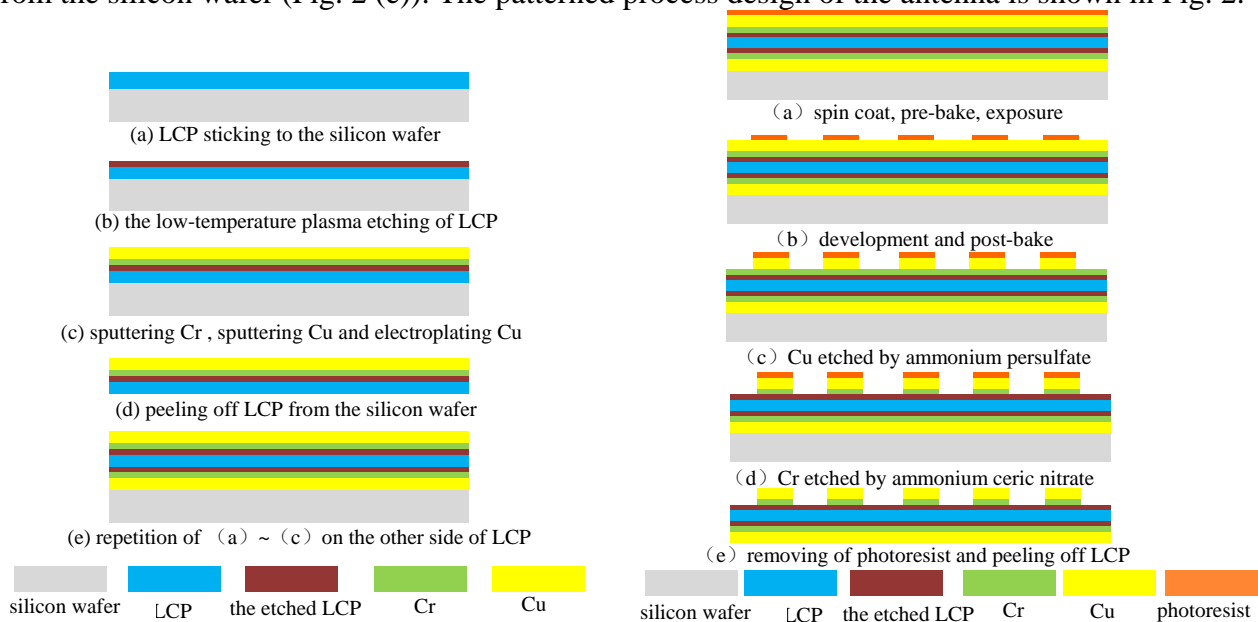 from the silicon wafer (Fig. 2 (e)). The patterned process design of the antenna is shown in Fig. 2.
(a) LCP sticking to the silicon wafer
(b) the low-temperature plasma etching of LCP
(c) sputtering Cr , sputtering Cu and electroplating Cu
(d) peeling off LCP from the silicon wafer
(e) repetition of （a）~（c）on the other side of LCP
silicon wafer LCP the etched LCP Cr Cu
（a）spin coat, pre-bake, exposure
（b）development and post-bake
（c）Cu etched by ammonium persulfate
（d）Cr etched by ammonium ceric nitrate
（e）removing of photoresist and peeling off LCP
silicon wafer LCP the etched LCP Cr Cu photoresist